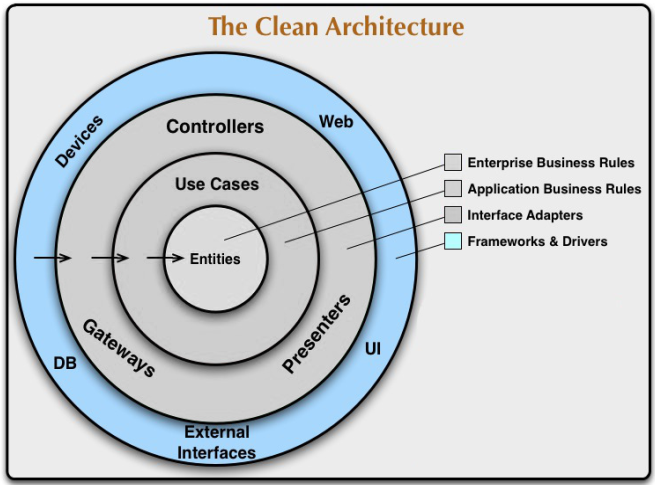 The Clean Architecture
Devices
Web
Controllers
Use Cases
Entities
Gateways
Presenters
DB
UI
External
Interfaces
Enterprise Business Rules
Application Business Rules
Interface Adapters
Frameworks & Drivers